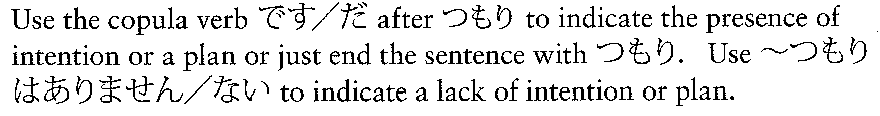 Use the copula verb です／だ after つもり to indicate the presence of
intention or a plan or just end the sentence with つもり. Use ～つもり
はありません／ない to indicate a lack of intention or plan.